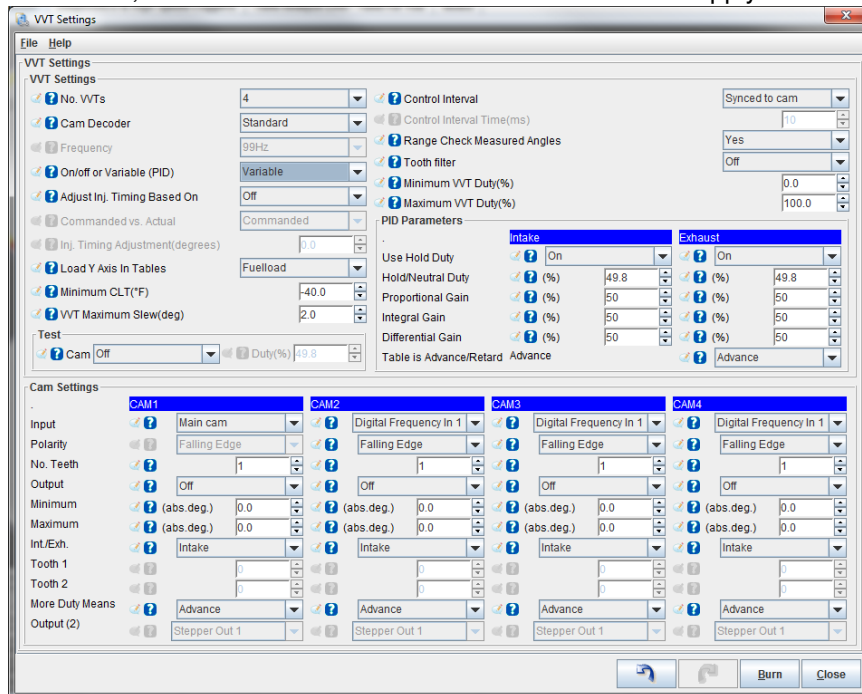 VVT Settings
File Help
VVT Settings
VVT Settings
No. VVTs 4
Cam Decoder Standard
Frequency 99Hz
On/off or Variable (PID) Variable
Adjust Inj. Timing Based On Off
Commanded vs. Actual Commanded
Inj. Timing Adjustment(degrees) 0.0
Load Y Axis In Tables Fuelload
Minimum CLT(°F) -40.0
VVT Maximum Slew(deg) 2.0
Test
Cam Off Duty(%) 49.8
Control Interval Synced to cam
Control Interval Time(ms) 10
Range Check Measured Angles Yes
Tooth filter Off
Minimum VVT Duty(%) 0.0
Maximum VVT Duty(%) 100.0
PID Parameters
. Intake Exhaust
Use Hold Duty On On
Hold/Neutral Duty (%) 49.8 (%) 49.8
Proportional Gain (%) 50 (%) 50
Integral Gain (%) 50 (%) 50
Differential Gain (%) 50 (%) 50
Table is Advance/Retard Advance Advance
Cam Settings
. CAM1 CAM2 CAM3 CAM4
Input Main cam Digital Frequency In 1 Digital Frequency In 1 Digital Frequency In 1
Polarity Falling Edge Falling Edge Falling Edge Falling Edge
No. Teeth 1 1 1 1
Output Off Off Off Off
Minimum (abs.deg.) 0.0 (abs.deg.) 0.0 (abs.deg.) 0.0 (abs.deg.) 0.0
Maximum (abs.deg.) 0.0 (abs.deg.) 0.0 (abs.deg.) 0.0 (abs.deg.) 0.0
Int./Exh. Intake Intake Intake Intake
Tooth 1 0 0 0 0
Tooth 2 0 0 0 0
More Duty Means Advance Advance Advance Advance
Output (2) Stepper Out 1 Stepper Out 1 Stepper Out 1 Stepper Out 1
Burn Close